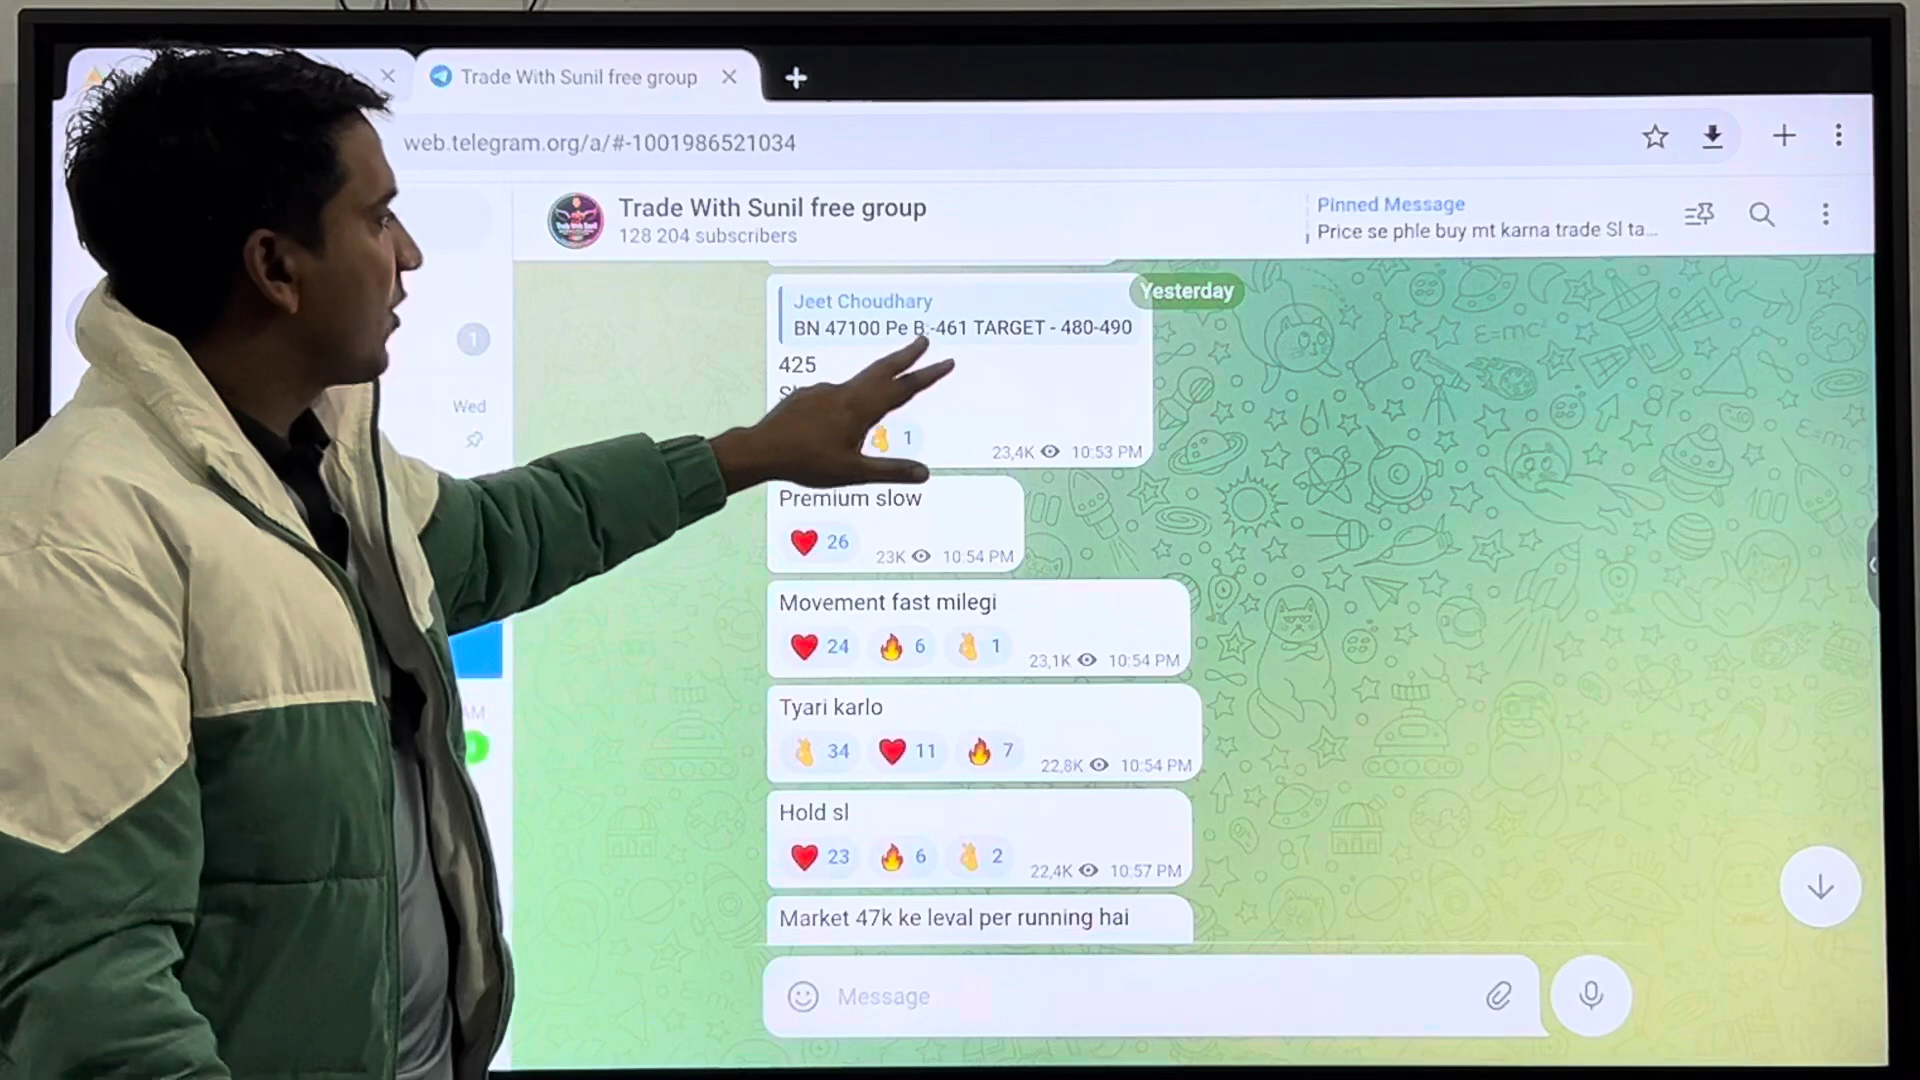 Trade With Sunil free group
web.telegram.org/a/#-1001986521034
Trade With Sunil free group
128 204 subscribers
Pinned Message
Price se phle buy mt karna trade Sl ta...
Yesterday
1
Wed
AM
Jeet Choudhary
BN 47100 Pe B -461 TARGET - 480-490
425
1
23,4K 10:53 PM
Premium slow
26
23K 10:54 PM
Movement fast milegi
24 6 1
23,1K 10:54 PM
Tyari karlo
34 11 7
22,8K 10:54 PM
Hold sl
23 6 2
22,4K 10:57 PM
Market 47k ke leval per running hai
Message